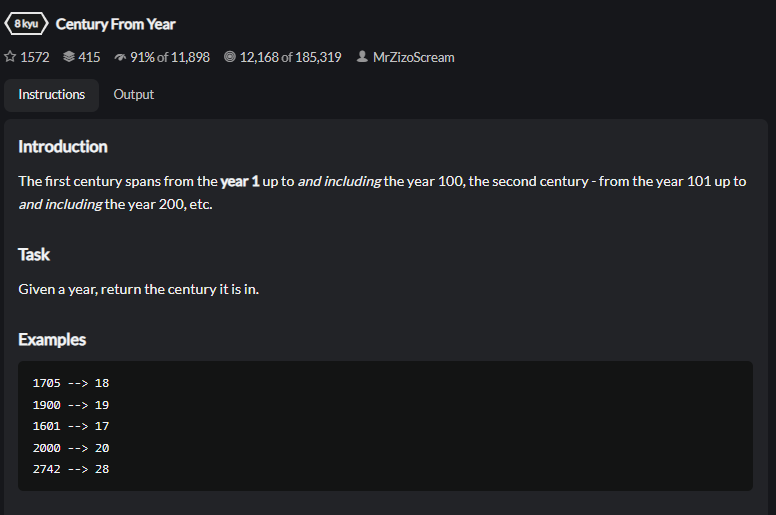 8 kyu Century From Year
1572 415 91% of 11,898 12,168 of 185,319 MrZizoScream
Instructions Output
Introduction
The first century spans from the year 1 up to and including the year 100, the second century - from the year 101 up to
and including the year 200, etc.
Task
Given a year, return the century it is in.
Examples
1705 --> 18
1900 --> 19
1601 --> 17
2000 --> 20
2742 --> 28